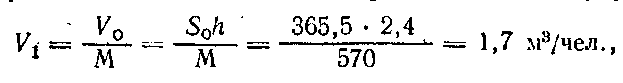 V₁ = V₀/М = S₀h/М = 365,5 · 2,4/570 = 1,7 м³/чел.,